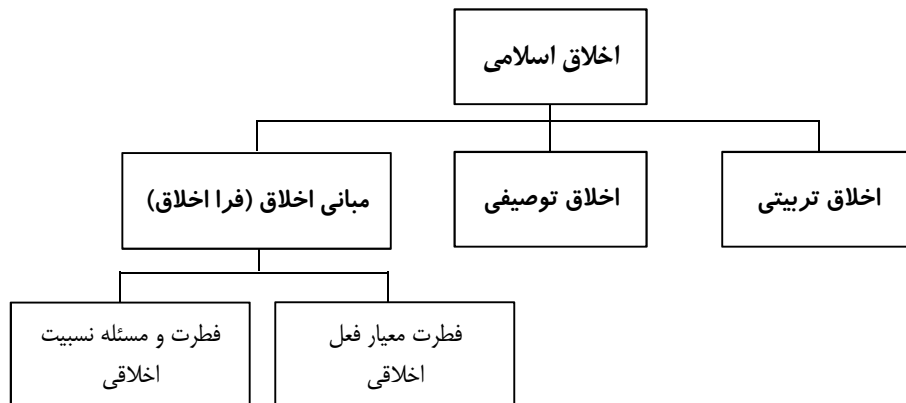 اخلاق اسلامی
اخلاق تربیتی
اخلاق توصیفی
مبانی اخلاق (فرا اخلاق)
فطرت معیار فعل
اخلاقی
فطرت و مسئله نسبیت
اخلاقی